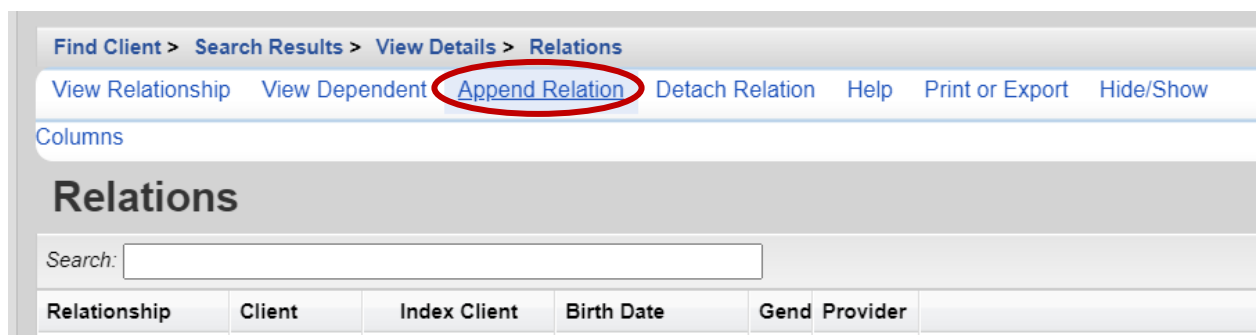 Find Client > Search Results > View Details > Relations
View Relationship View Dependent Append Relation Detach Relation Help Print or Export Hide/Show
Columns
Relations
Search:
Relationship Client Index Client Birth Date Gend Provider